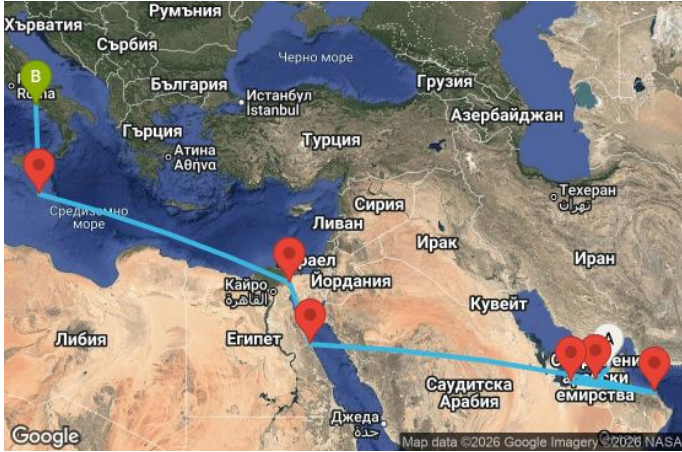 Хърватия
Румъния
Сърбия
Черно море
Roma
B
България
Истанбул
Istanbul
Грузия
Азербайджан
Гърция
Атина
Αθήνα
Турция
Техеран
تهران
Средиземно
море
Сирия
Ливан
Ирак
Иран
Йордания
Кайро
القاهرة
Кувейт
Либия
Египет
A
Саудитска
Арабия
емирства
Джеда
جدة
Google
Map data ©2026 Google Imagery ©2026 NASA